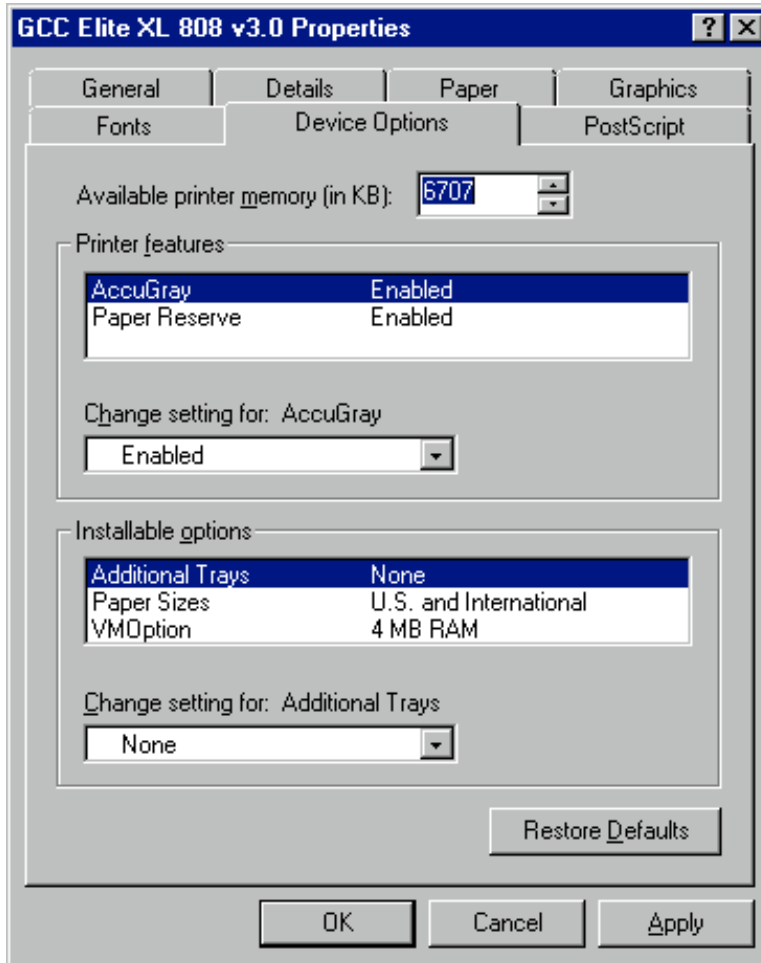 GCC Elite XL 808 v3.0 Properties ? X
General Details Paper Graphics
Fonts Device Options PostScript
Available printer memory (in KB): 6707
Printer features
AccuGray Enabled
Paper Reserve Enabled
Change setting for: AccuGray
Enabled
Installable options
Additional Trays None
Paper Sizes U.S. and International
VMOption 4 MB RAM
Change setting for: Additional Trays
None
Restore Defaults
OK Cancel Apply